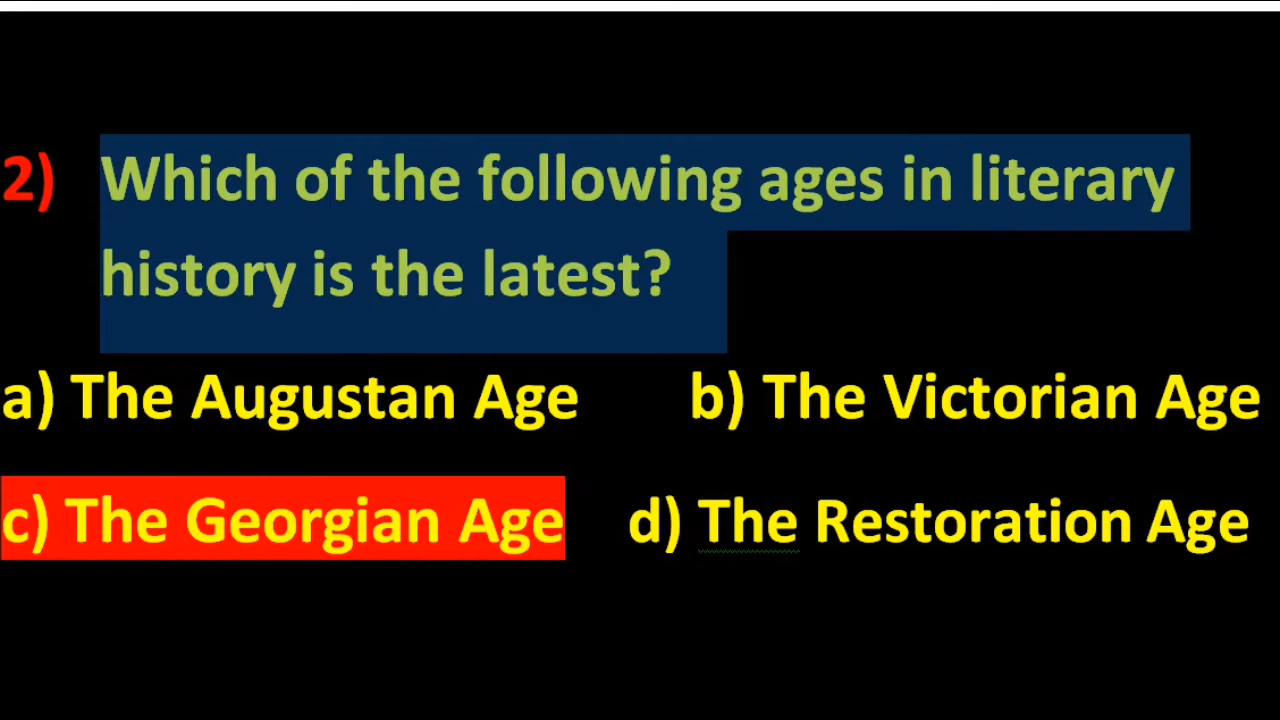 2) Which of the following ages in literary
history is the latest?
a) The Augustan Age b) The Victorian Age
c) The Georgian Age d) The Restoration Age